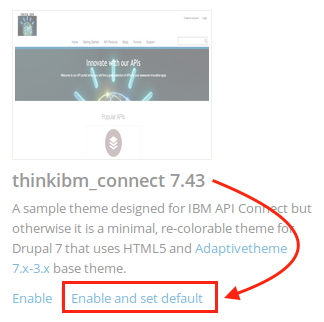 Innovate with our APIs
Popular APIs
thinkibm_connect 7.43
A sample theme designed for IBM API Connect but
otherwise it is a minimal, re-colorable theme for
Drupal 7 that uses HTML5 and Adaptivetheme
7.x-3.x base theme.
Enable Enable and set default